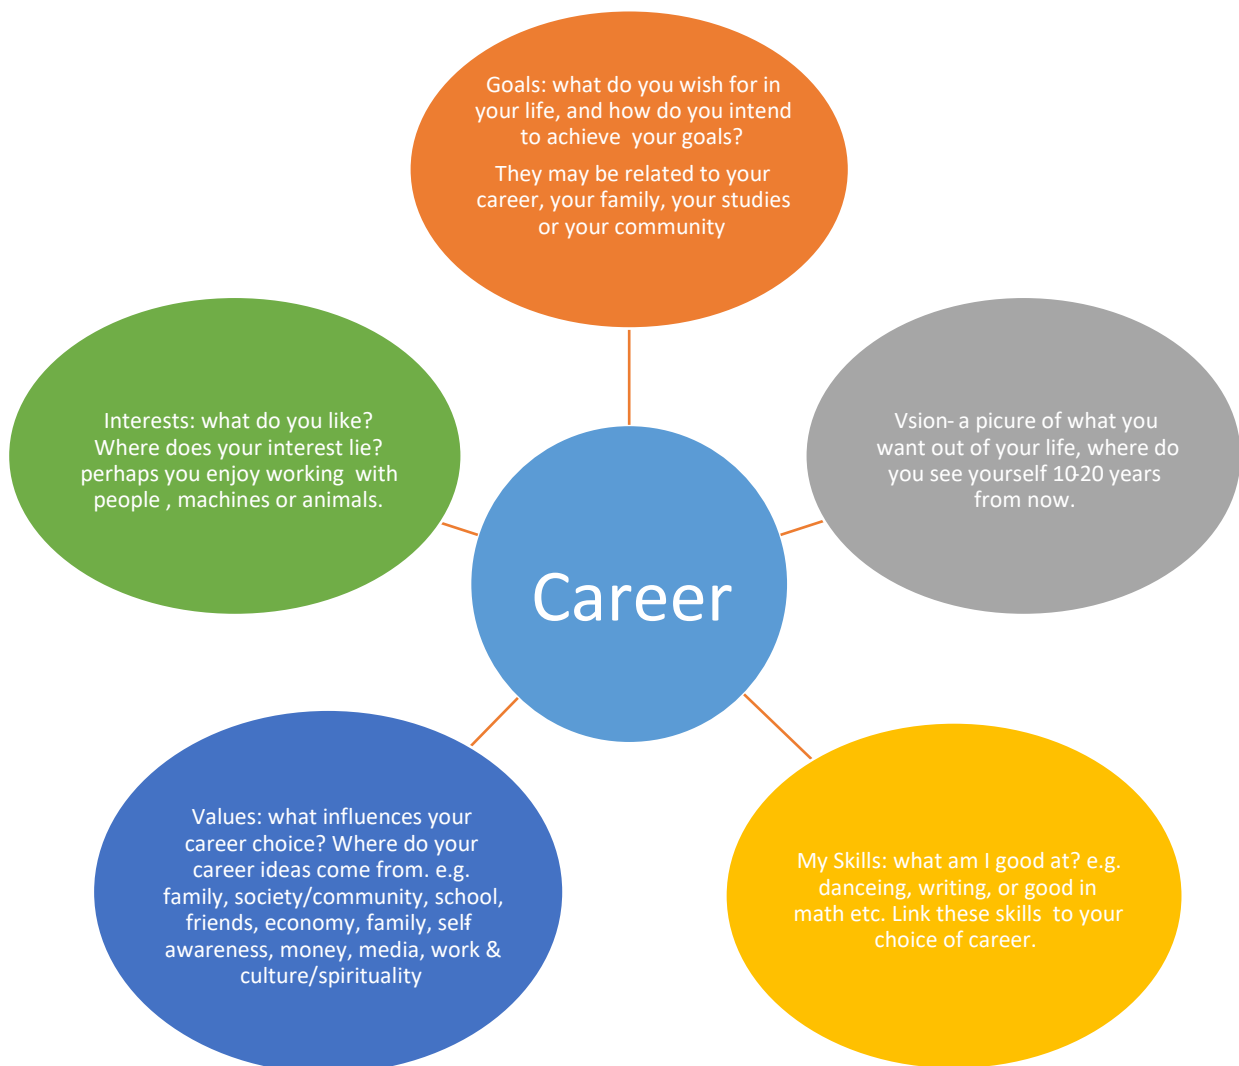 Goals: what do you wish for in
your life, and how do you intend
to achieve  your goals?
They may be related to your
career, your family, your studies
or your community
Vsion- a picure of what you
want out of your life, where do
you see yourself 10-20 years
from now.
My Skills: what am I good at? e.g.
danceing, writing, or good in
math etc. Link these skills  to your
choice of career.
Values: what influences your
career choice? Where do your
career ideas come from. e.g.
family, society/community, school,
friends, economy, family, self-
awareness, money, media, work &
culture/spirituality
Interests: what do you like?
Where does your interest lie?
perhaps you enjoy working  with
people , machines or animals.
Career